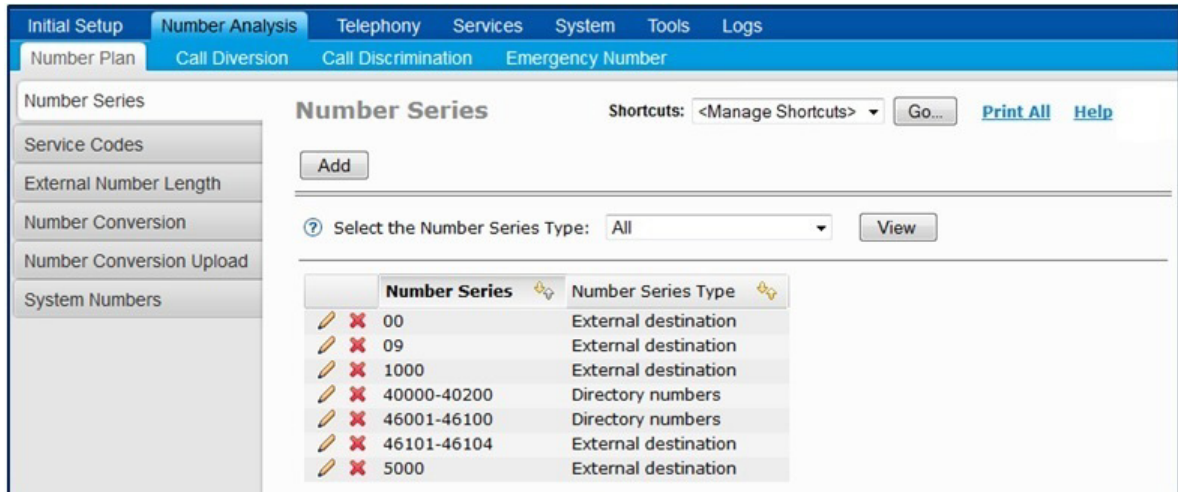 Initial Setup Number Analysis Telephony Services System Tools Logs
Number Plan Call Diversion Call Discrimination Emergency Number
Number Series
Service Codes
External Number Length
Number Conversion
Number Conversion Upload
System Numbers
Number Series Shortcuts: <Manage Shortcuts> Go... Print All Help
Add
? Select the Number Series Type: All View
Number Series Number Series Type
00 External destination
09 External destination
1000 External destination
40000-40200 Directory numbers
46001-46100 Directory numbers
46101-46104 External destination
5000 External destination